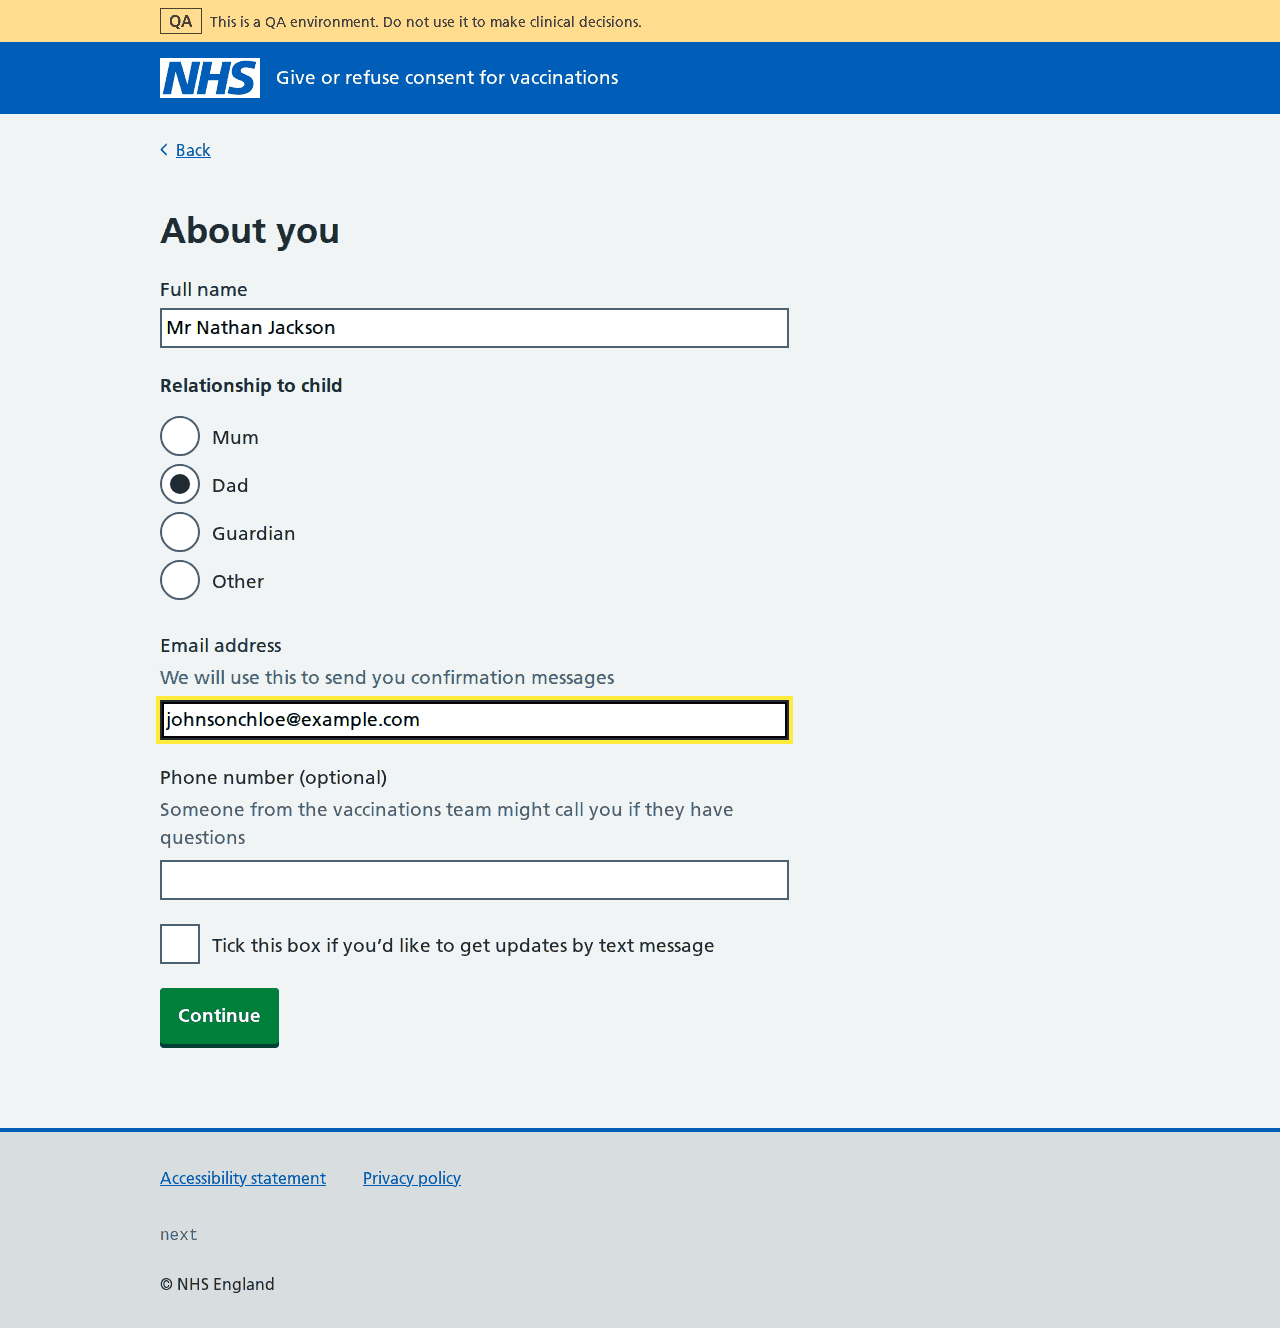 QA This is a QA environment. Do not use it to make clinical decisions.
NHS Give or refuse consent for vaccinations
Back
About you
Full name
Mr Nathan Jackson
Relationship to child
Mum
Dad
Guardian
Other
Email address
We will use this to send you confirmation messages
johnsonchloe@example.com
Phone number (optional)
Someone from the vaccinations team might call you if they have
questions
Tick this box if you’d like to get updates by text message
Continue
Accessibility statement Privacy policy
next
© NHS England